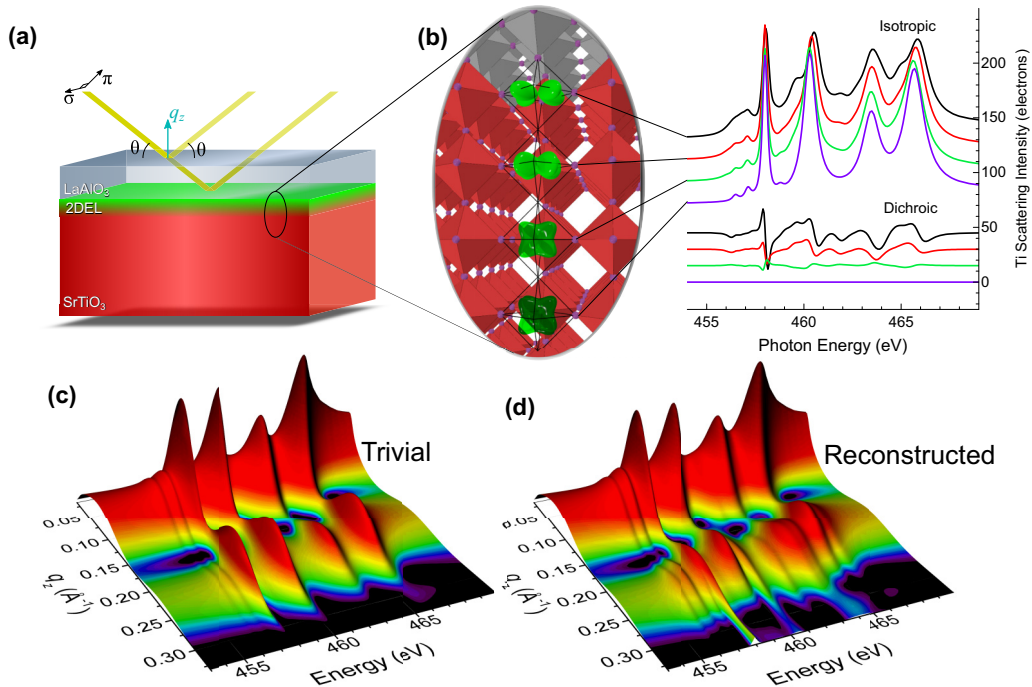 (a)
π
σ
q_z
θ θ
LaAlO₃
2DEL
SrTiO₃
(b)
Isotropic
Dichroic
200
150
100
50
0
Ti Scattering Intensity (electrons)
455 460 465
Photon Energy (eV)
(c)
Trivial
0.05
0.10
0.15
0.20
0.25
0.30
q_z (Å⁻¹)
455 460 465
Energy (eV)
(d)
Reconstructed
0.05
0.10
0.15
0.20
0.25
0.30
q_z (Å⁻¹)
455 460 465
Energy (eV)